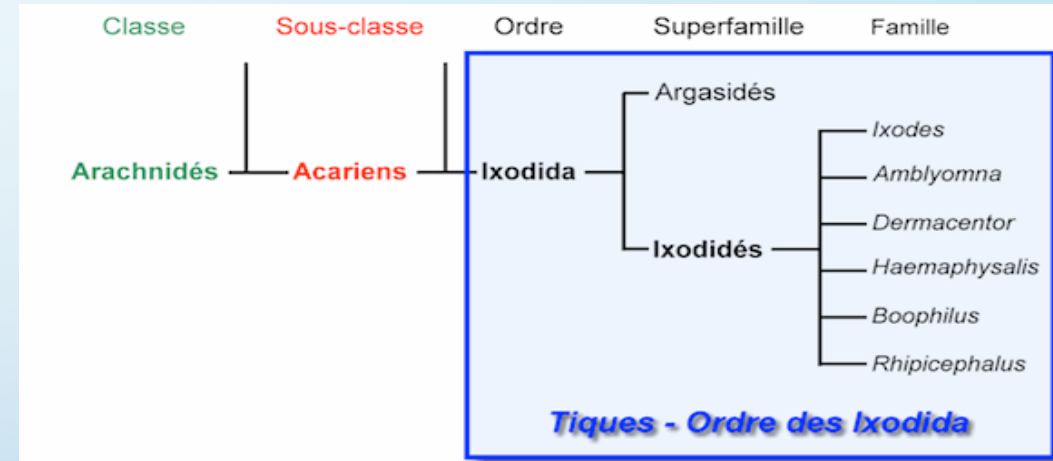 Classe Sous-classe Ordre Superfamille Famille
Argasidés
Ixodes
Arachnidés Acariens Ixodida
Amblyomna
Dermacentor
Ixodidés
Haemaphysalis
Boophilus
Rhipicephalus
Tiques - Ordre des Ixodida